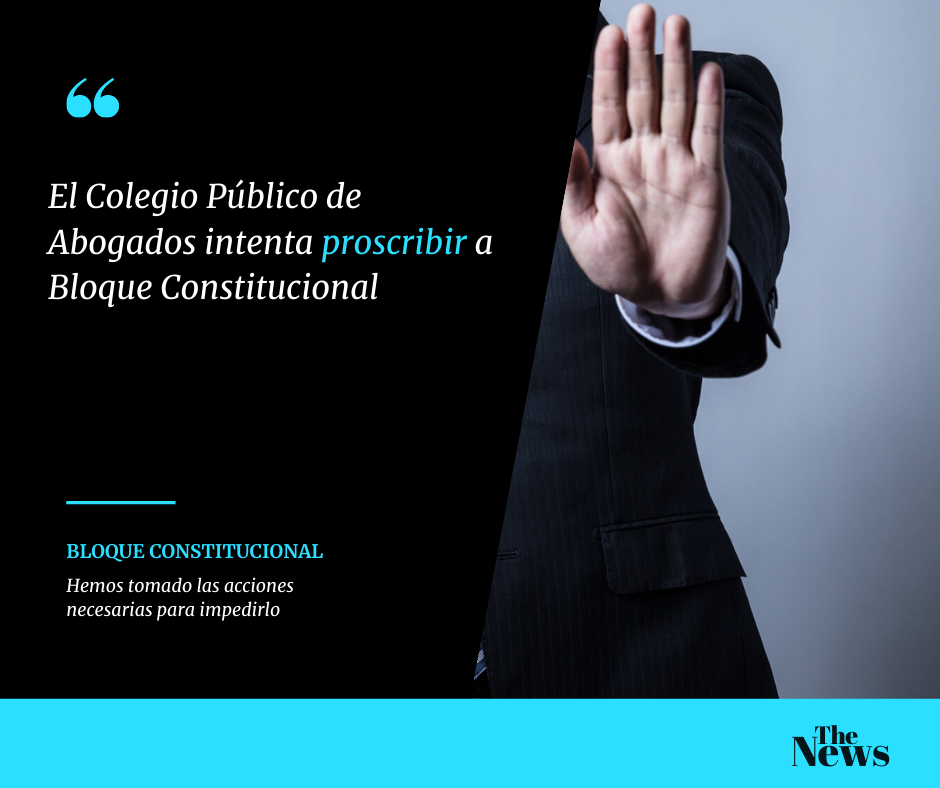 El Colegio Público de
Abogados intenta proscribir a
Bloque Constitucional
BLOQUE CONSTITUCIONAL
Hemos tomado las acciones
necesarias para impedirlo
The
News